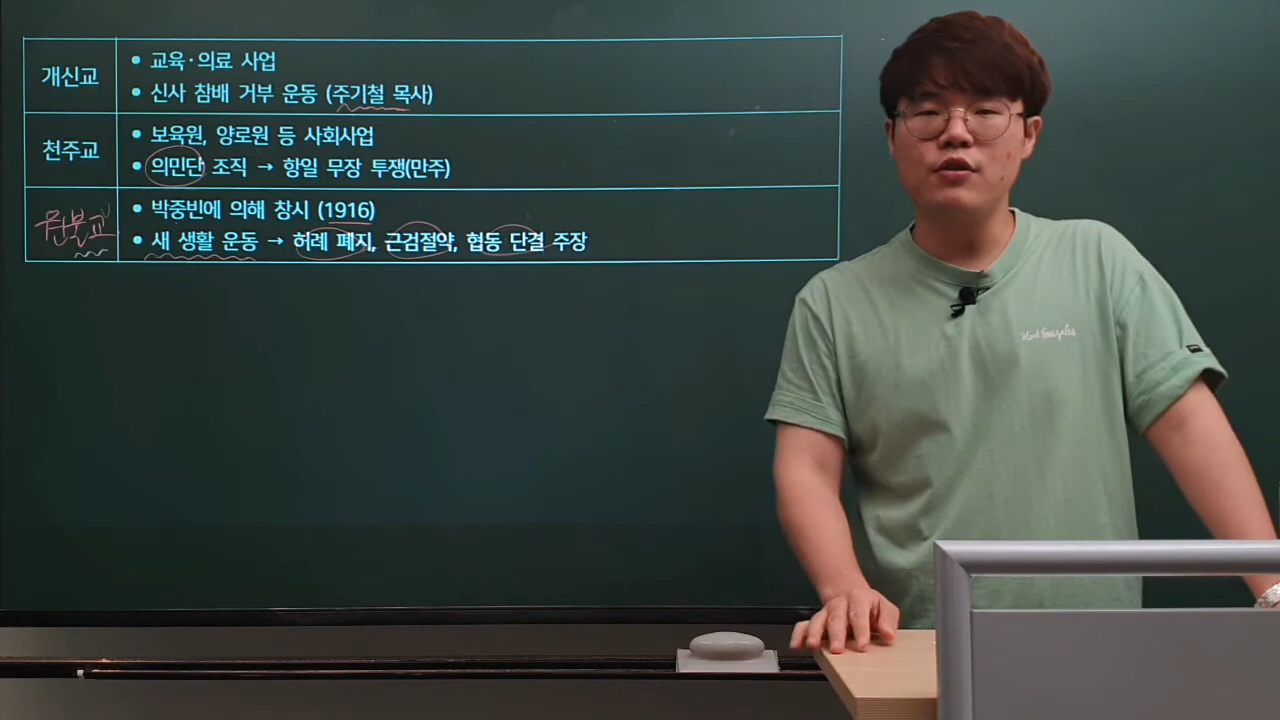 개신교
• 교육·의료 사업
• 신사 참배 거부 운동 (주기철 목사)
천주교
• 보육원, 양로원 등 사회사업
• 의민단 조직 → 항일 무장 투쟁(만주)
원불교
• 박중빈에 의해 창시 (1916)
• 새 생활 운동 → 허례 폐지, 근검절약, 협동 단결 주장
Mark Gonzales